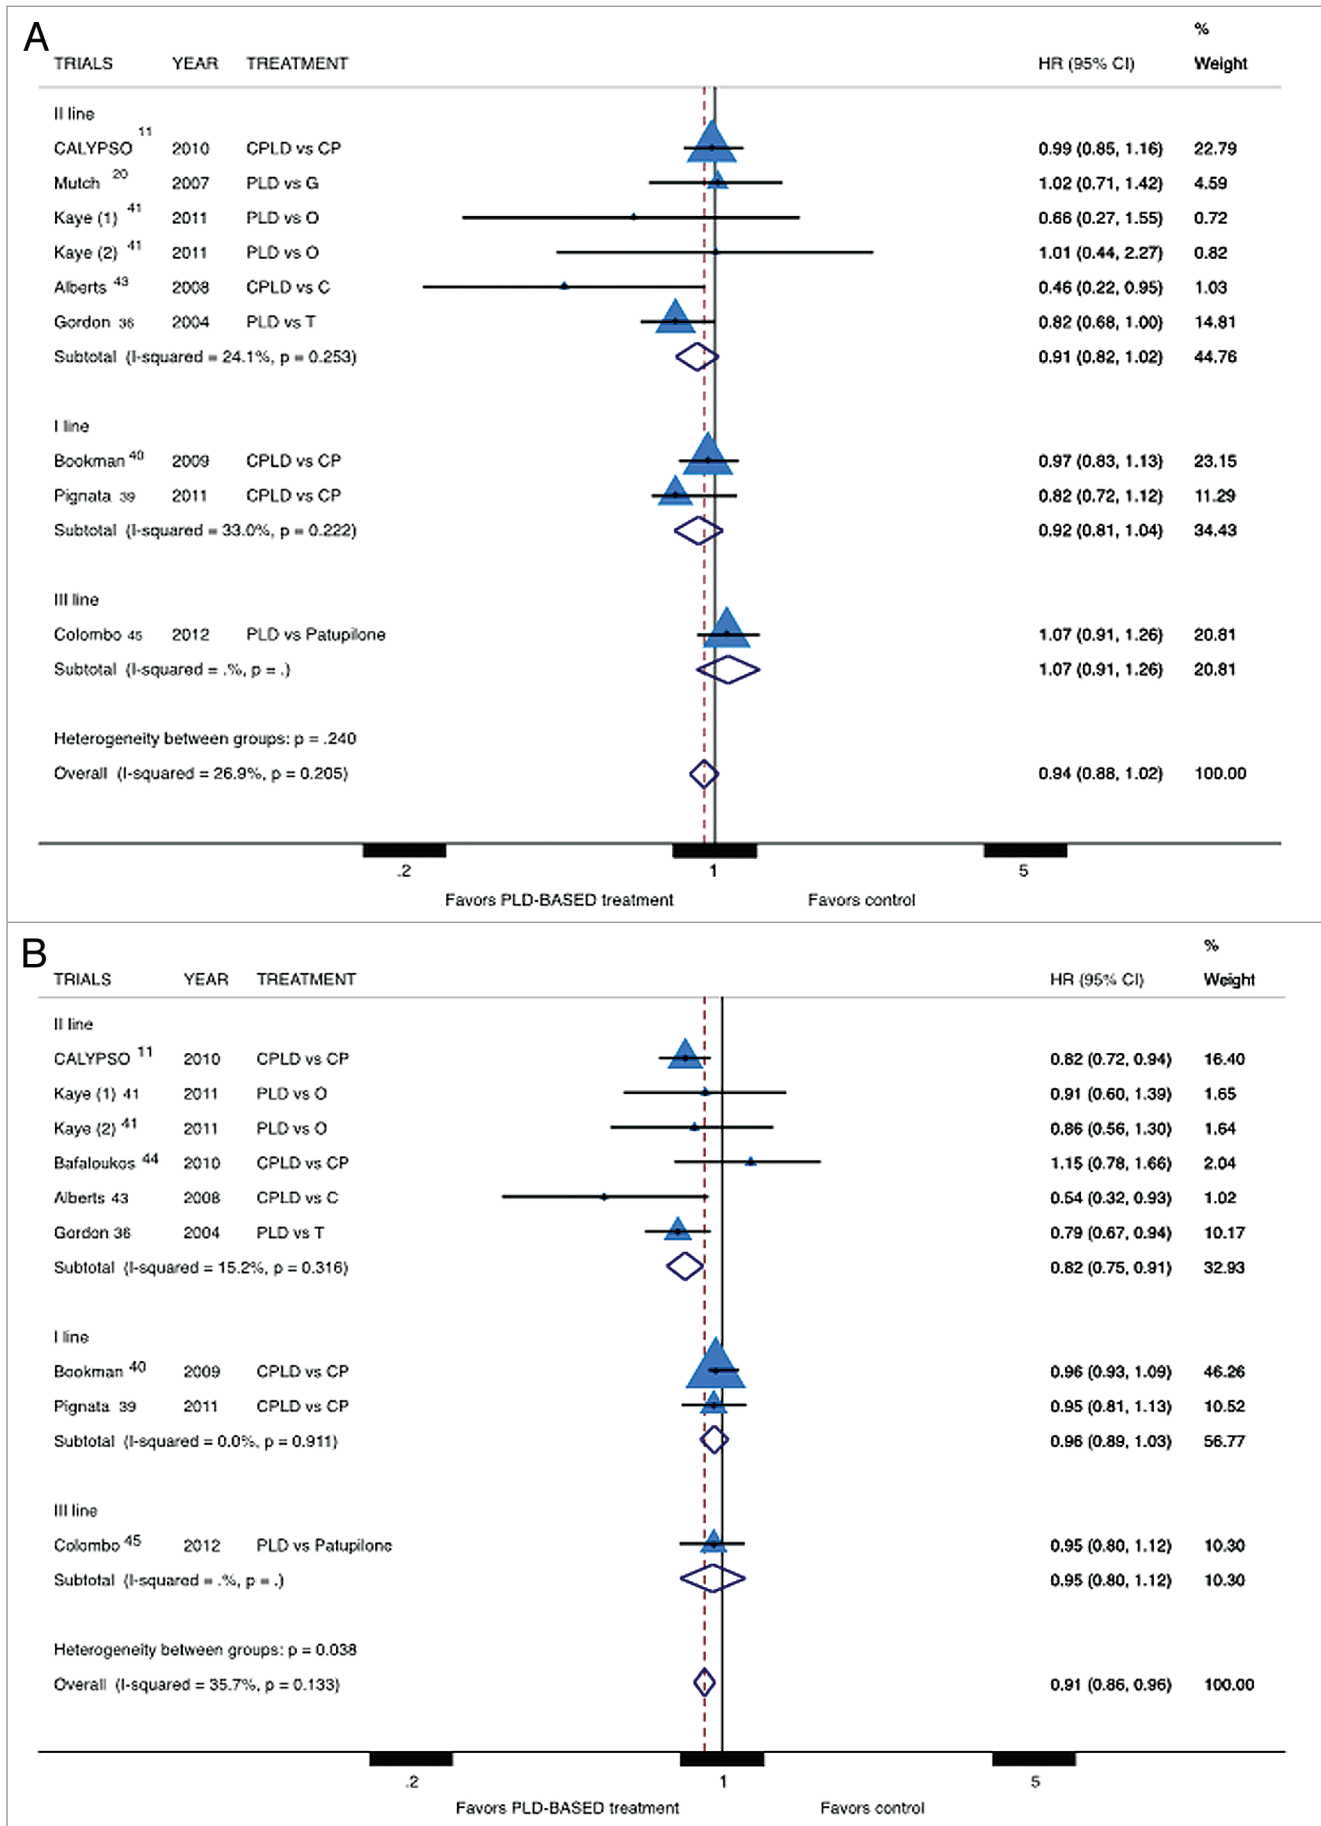 A
%
TRIALS YEAR TREATMENT HR (95% CI) Weight
II line
CALYPSO 11 2010 CPLD vs CP 0.99 (0.85, 1.16) 22.79
Mutch 20 2007 PLD vs G 1.02 (0.71, 1.42) 4.59
Kaye (1) 41 2011 PLD vs O 0.66 (0.27, 1.55) 0.72
Kaye (2) 41 2011 PLD vs O 1.01 (0.44, 2.27) 0.82
Alberts 43 2008 CPLD vs C 0.46 (0.22, 0.95) 1.03
Gordon 36 2004 PLD vs T 0.82 (0.68, 1.00) 14.81
Subtotal (I-squared = 24.1%, p = 0.253) 0.91 (0.82, 1.02) 44.76
I line
Bookman 40 2009 CPLD vs CP 0.97 (0.83, 1.13) 23.15
Pignata 39 2011 CPLD vs CP 0.82 (0.72, 1.12) 11.29
Subtotal (I-squared = 33.0%, p = 0.222) 0.92 (0.81, 1.04) 34.43
III line
Colombo 45 2012 PLD vs Patupilone 1.07 (0.91, 1.26) 20.81
Subtotal (I-squared = .%, p = .) 1.07 (0.91, 1.26) 20.81
Heterogeneity between groups: p = .240
Overall (I-squared = 26.9%, p = 0.205) 0.94 (0.88, 1.02) 100.00
.2 1 5
Favors PLD-BASED treatment Favors control
B
%
TRIALS YEAR TREATMENT HR (95% CI) Weight
II line
CALYPSO 11 2010 CPLD vs CP 0.82 (0.72, 0.94) 16.40
Kaye (1) 41 2011 PLD vs O 0.91 (0.60, 1.39) 1.65
Kaye (2) 41 2011 PLD vs O 0.86 (0.56, 1.30) 1.64
Bafaloukos 44 2010 CPLD vs CP 1.15 (0.78, 1.66) 2.04
Alberts 43 2008 CPLD vs C 0.54 (0.32, 0.93) 1.02
Gordon 36 2004 PLD vs T 0.79 (0.67, 0.94) 10.17
Subtotal (I-squared = 15.2%, p = 0.316) 0.82 (0.75, 0.91) 32.93
I line
Bookman 40 2009 CPLD vs CP 0.96 (0.93, 1.09) 46.26
Pignata 39 2011 CPLD vs CP 0.95 (0.81, 1.13) 10.52
Subtotal (I-squared = 0.0%, p = 0.911) 0.96 (0.89, 1.03) 56.77
III line
Colombo 45 2012 PLD vs Patupilone 0.95 (0.80, 1.12) 10.30
Subtotal (I-squared = .%, p = .) 0.95 (0.80, 1.12) 10.30
Heterogeneity between groups: p = 0.038
Overall (I-squared = 35.7%, p = 0.133) 0.91 (0.86, 0.96) 100.00
.2 1 5
Favors PLD-BASED treatment Favors control